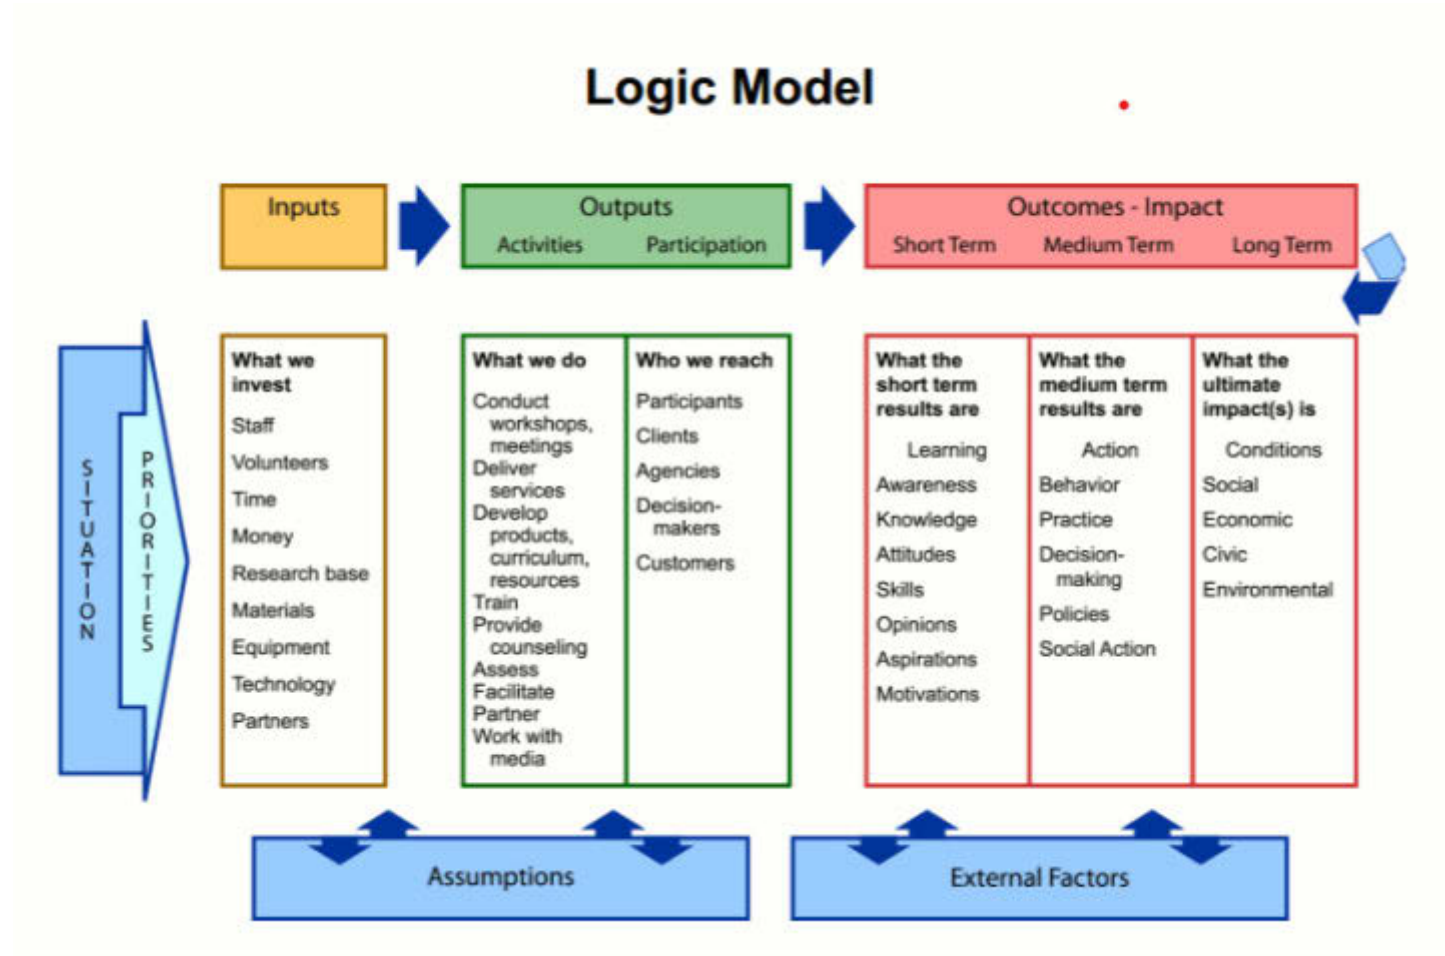 Logic Model
Inputs
Outputs
Activities Participation
Outcomes - Impact
Short Term Medium Term Long Term
SITUATION
PRIORITIES
What we
invest
Staff
Volunteers
Time
Money
Research base
Materials
Equipment
Technology
Partners
What we do
Conduct
workshops,
meetings
Deliver
services
Develop
products,
curriculum,
resources
Train
Provide
counseling
Assess
Facilitate
Partner
Work with
media
Who we reach
Participants
Clients
Agencies
Decision-
makers
Customers
What the
short term
results are
Learning
Awareness
Knowledge
Attitudes
Skills
Opinions
Aspirations
Motivations
What the
medium term
results are
Action
Behavior
Practice
Decision-
making
Policies
Social Action
What the
ultimate
impact(s) is
Conditions
Social
Economic
Civic
Environmental
Assumptions
External Factors